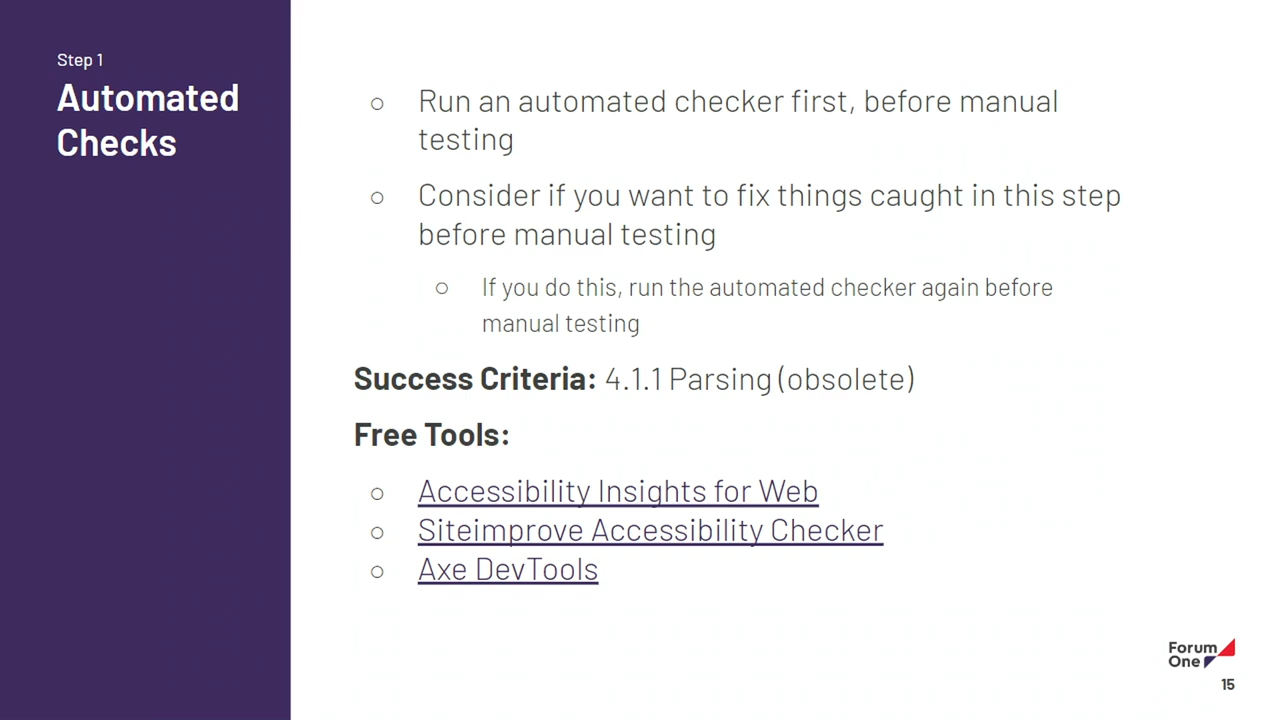 Step 1
Automated
Checks
○ Run an automated checker first, before manual
testing
○ Consider if you want to fix things caught in this step
before manual testing
○ If you do this, run the automated checker again before
manual testing
Success Criteria: 4.1.1 Parsing (obsolete)
Free Tools:
○ Accessibility Insights for Web
○ Siteimprove Accessibility Checker
○ Axe DevTools
Forum
One
15